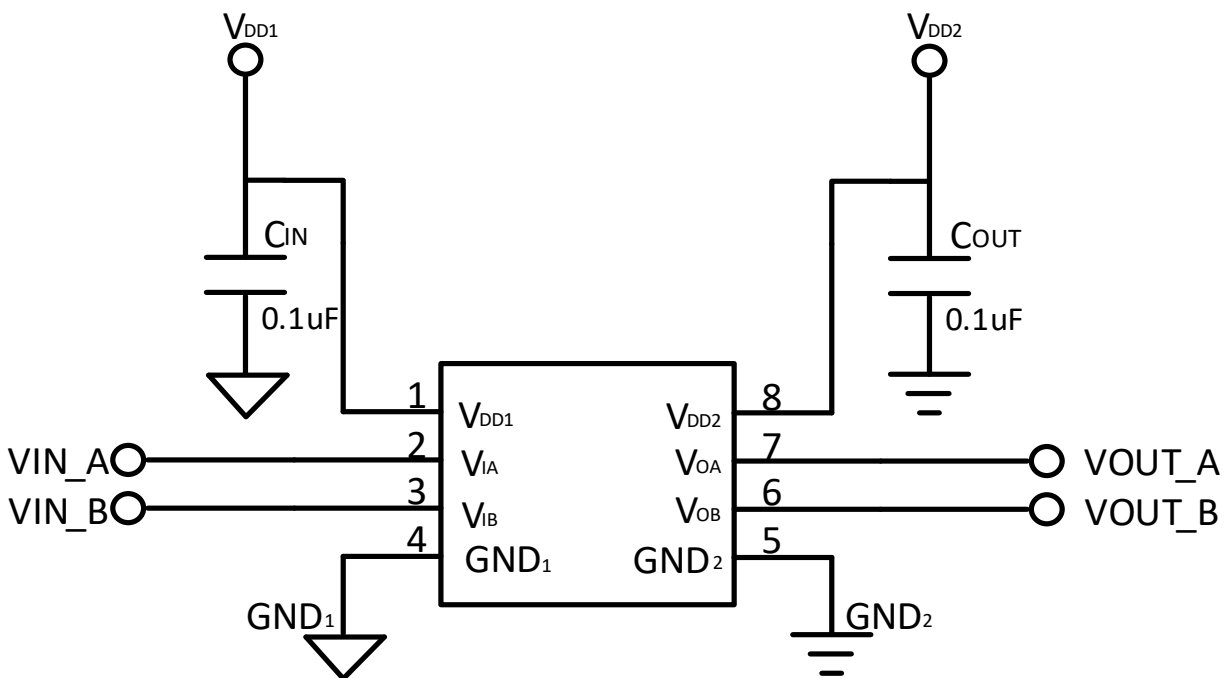 VDD1
VDD2
CIN
0.1uF
COUT
0.1uF
1 VDD1 VDD2 8
VIN_A 2 VIA VOA 7 VOUT_A
VIN_B 3 VIB VOB 6 VOUT_B
4 GND1 GND2 5
GND1
GND2